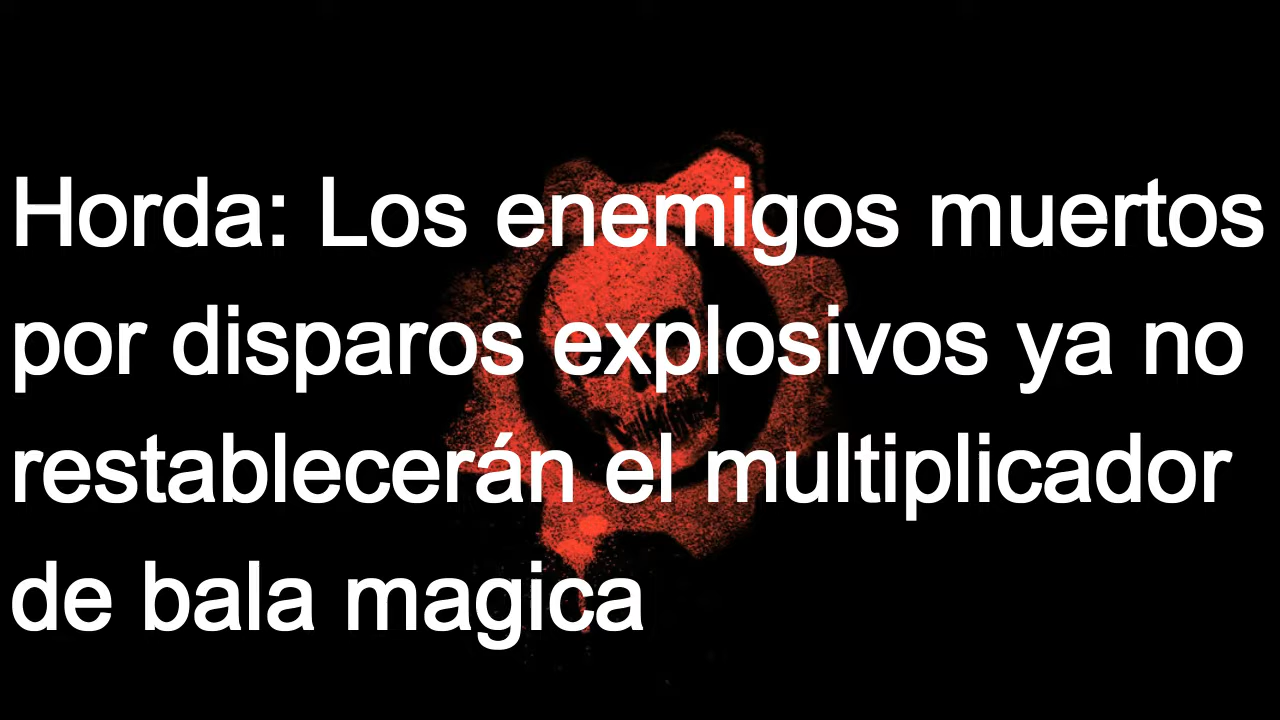 Horda: Los enemigos muertos
por disparos explosivos ya no
restablecerán el multiplicador
de bala magica